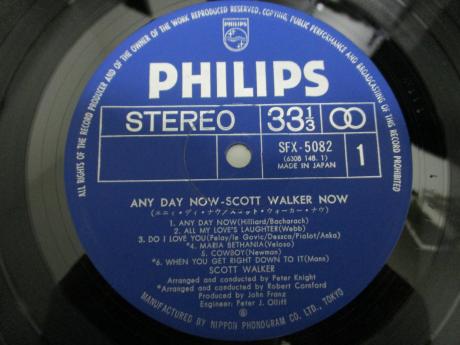 ALL RIGHTS OF THE RECORD PRODUCER AND OF THE OWNER OF THE WORK REPRODUCED RESERVED. COPYING, PUBLIC PERFORMANCE AND BROADCASTING OF THIS RECORD PROHIBITED
PHILIPS
PHILIPS
STEREO 33 1/3
SFX-5082
(6308 148.1)
MADE IN JAPAN
1
ANY DAY NOW-SCOTT WALKER NOW
(エニィ・デイ・ナウ/スコット・ウォーカー・ナウ)
1. ANY DAY NOW(Hilliard/Bacharach)
2. ALL MY LOVE'S LAUGHTER(Webb)
3. DO I LOVE YOU(Felay/le Govic/Dessca/Piolot/Anka)
*4. MARIA BETHANIA(Veloso)
5. COWBOY(Newman)
*6. WHEN YOU GET RIGHT DOWN TO IT(Mann)
SCOTT WALKER
Arranged and conducted by Peter Knight
*Arranged and conducted by Robert Cornford
Produced by John Franz
Engineer: Peter J. Olliff
MANUFACTURED BY NIPPON PHONOGRAM CO. LTD., TOKYO